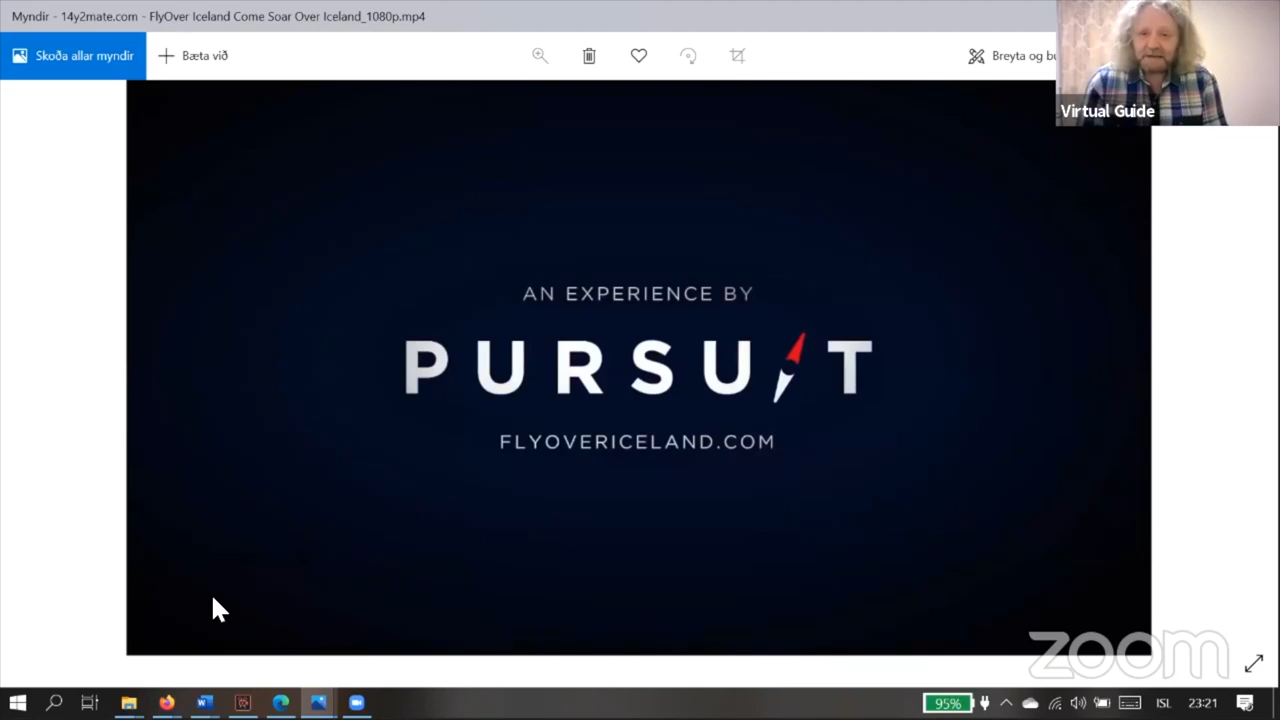 Myndir - 14y2mate.com - FlyOver Iceland Come Soar Over Iceland_1080p.mp4
Skoða allar myndir
Bæta við
Breyta og bu
Virtual Guide
AN EXPERIENCE BY
PURSUIT
FLYOVERICELAND.COM
zoom
95%
ISL
23:21